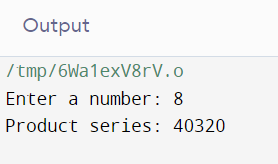 Output
/tmp/6Wa1exV8rV.o
Enter a number: 8
Product series: 40320